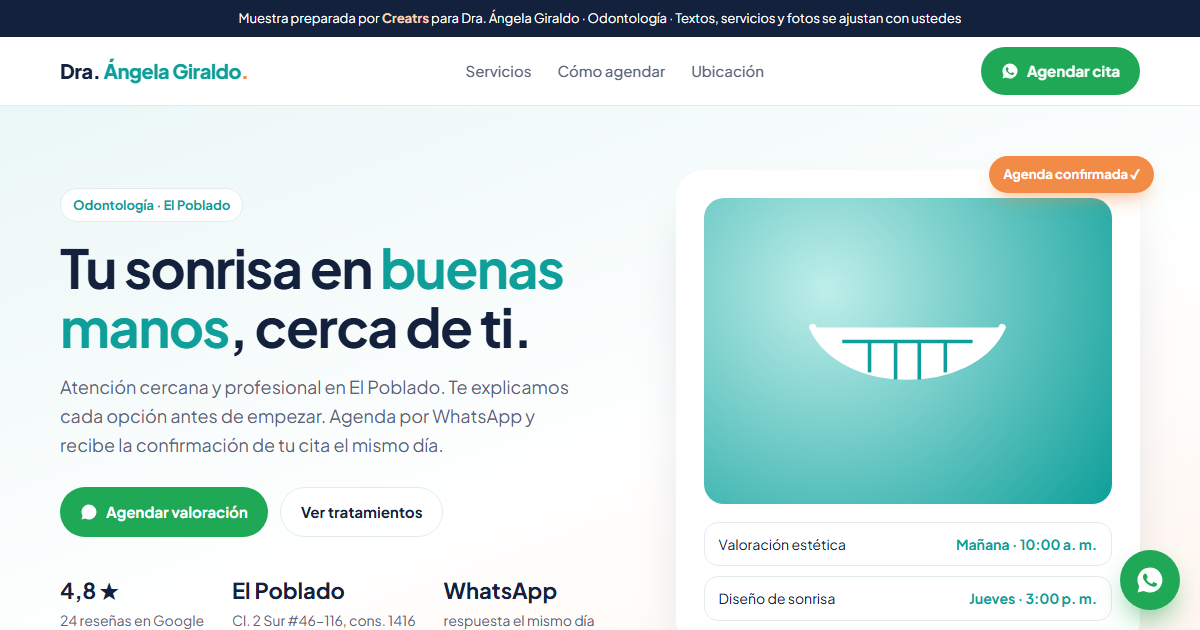 Muestra preparada por Creatrs para Dra. Ángela Giraldo · Odontología · Textos, servicios y fotos se ajustan con ustedes
Dra. Ángela Giraldo.
Servicios
Cómo agendar
Ubicación
Agendar cita
Odontología · El Poblado
Tu sonrisa en buenas
manos, cerca de ti.
Atención cercana y profesional en El Poblado. Te explicamos
cada opción antes de empezar. Agenda por WhatsApp y
recibe la confirmación de tu cita el mismo día.
Agendar valoración
Ver tratamientos
4,8 ★
24 reseñas en Google
El Poblado
Cl. 2 Sur #46-116, cons. 1416
WhatsApp
respuesta el mismo día
Agenda confirmada ✓
Valoración estética
Mañana · 10:00 a. m.
Diseño de sonrisa
Jueves · 3:00 p. m.